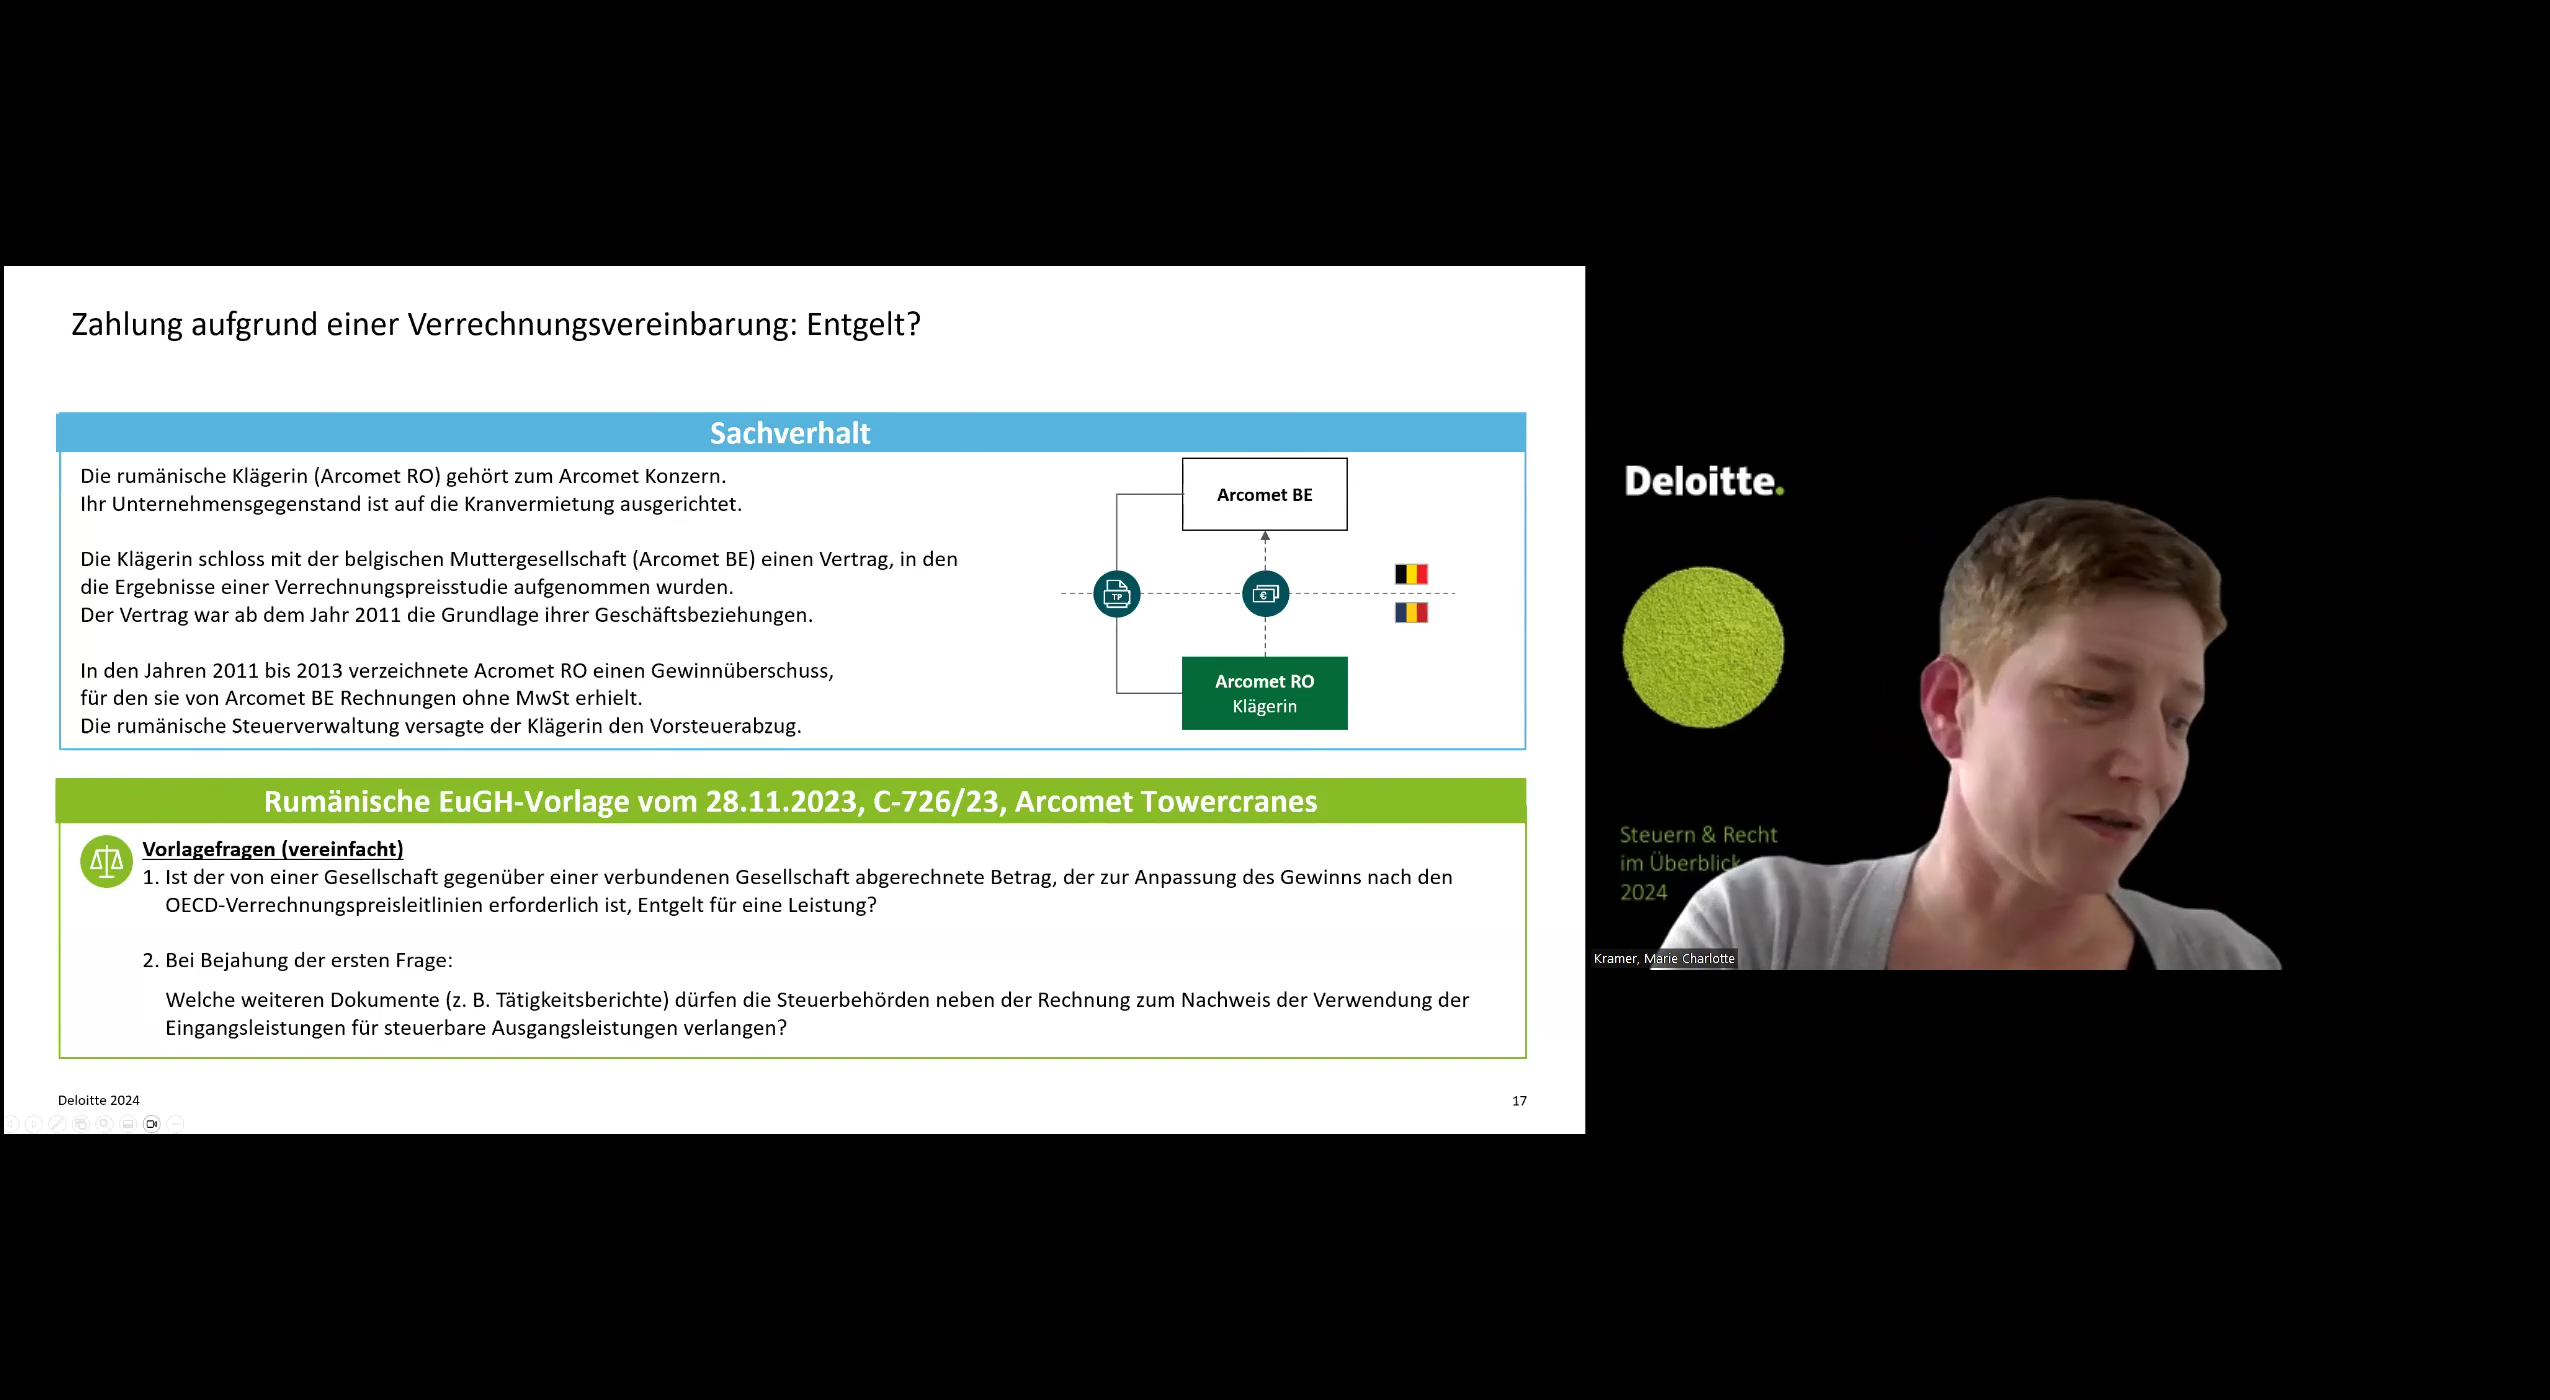 Zahlung aufgrund einer Verrechnungsvereinbarung: Entgelt?
Sachverhalt
Die rumänische Klägerin (Arcomet RO) gehört zum Arcomet Konzern.
Ihr Unternehmensgegenstand ist auf die Kranvermietung ausgerichtet.
Die Klägerin schloss mit der belgischen Muttergesellschaft (Arcomet BE) einen Vertrag, in den
die Ergebnisse einer Verrechnungspreisstudie aufgenommen wurden.
Der Vertrag war ab dem Jahr 2011 die Grundlage ihrer Geschäftsbeziehungen.
In den Jahren 2011 bis 2013 verzeichnete Acromet RO einen Gewinnüberschuss,
für den sie von Arcomet BE Rechnungen ohne MwSt erhielt.
Die rumänische Steuerverwaltung versagte der Klägerin den Vorsteuerabzug.
Arcomet BE
TP
€
Arcomet RO
Klägerin
Rumänische EuGH-Vorlage vom 28.11.2023, C-726/23, Arcomet Towercranes
Vorlagefragen (vereinfacht)
1. Ist der von einer Gesellschaft gegenüber einer verbundenen Gesellschaft abgerechnete Betrag, der zur Anpassung des Gewinns nach den
OECD-Verrechnungspreisleitlinien erforderlich ist, Entgelt für eine Leistung?
2. Bei Bejahung der ersten Frage:
Welche weiteren Dokumente (z. B. Tätigkeitsberichte) dürfen die Steuerbehörden neben der Rechnung zum Nachweis der Verwendung der
Eingangsleistungen für steuerbare Ausgangsleistungen verlangen?
Deloitte 2024
17
Deloitte.
Steuern & Recht
im Überblick
2024
Kramer, Marie Charlotte